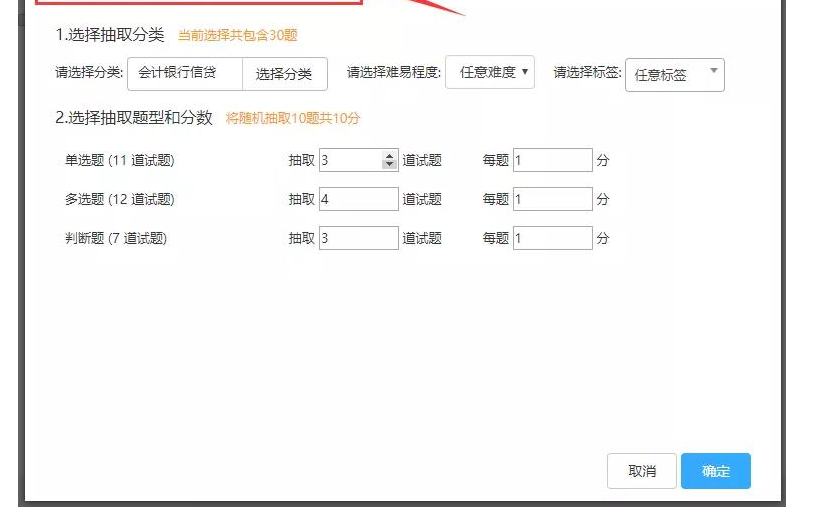 1.选择抽取分类 当前选择共包含30题
请选择分类: 会计银行信贷 选择分类 请选择难易程度: 任意难度 请选择标签: 任意标签
2.选择抽取题型和分数 将随机抽取10题共10分
单选题 (11 道试题) 抽取 3 道试题 每题 1 分
多选题 (12 道试题) 抽取 4 道试题 每题 1 分
判断题 (7 道试题) 抽取 3 道试题 每题 1 分
取消 确定